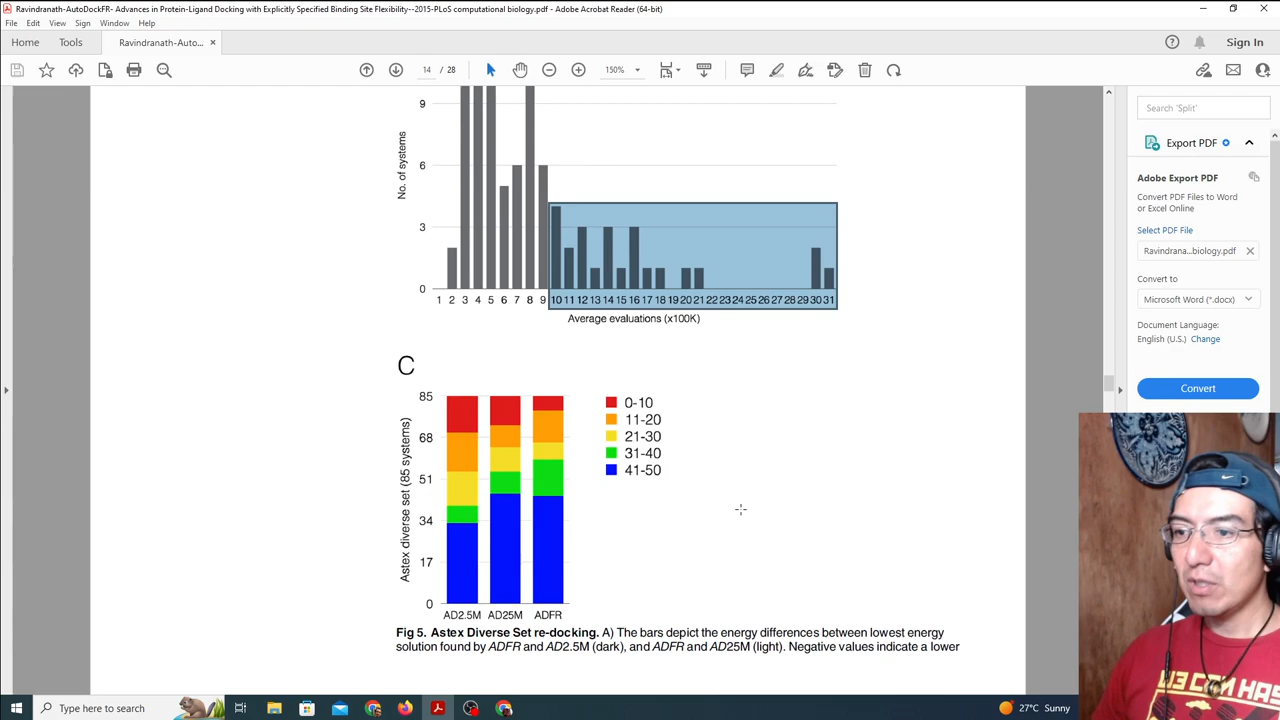 Ravindranath-AutoDockFR- Advances in Protein-Ligand Docking with Explicitly Specified Binding Site Flexibility--2015-PLoS computational biology.pdf - Adobe Acrobat Reader (64-bit)
File Edit View Sign Window Help
Home Tools Ravindranath-Auto... × Sign In
14 / 28 150%
9
6
3
0
No. of systems
1 2 3 4 5 6 7 8 9 10 11 12 13 14 15 16 17 18 19 20 21 22 23 24 25 26 27 28 29 30 31
Average evaluations (x100K)
C
85
68
51
34
17
0
Astex diverse set (85 systems)
AD2.5M AD25M ADFR
0-10
11-20
21-30
31-40
41-50
Fig 5. Astex Diverse Set re-docking. A) The bars depict the energy differences between lowest energy
solution found by ADFR and AD2.5M (dark), and ADFR and AD25M (light). Negative values indicate a lower
Search 'Split'
Export PDF
Adobe Export PDF
Convert PDF Files to Word
or Excel Online
Select PDF File
Ravindrana...biology.pdf ×
Convert to
Microsoft Word (*.docx)
Document Language:
English (U.S.) Change
Convert
Type here to search
27°C Sunny